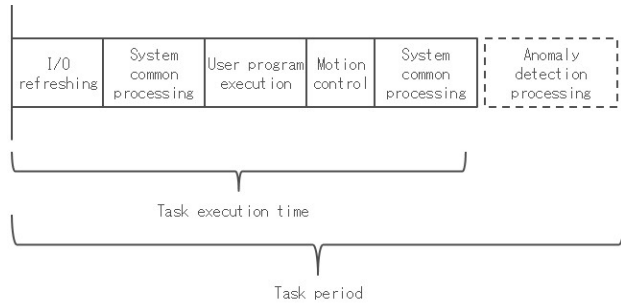 I/O
refreshing
System
common
processing
User program
execution
Motion
control
System
common
processing
Anomaly
detection
processing
Task execution time
Task period